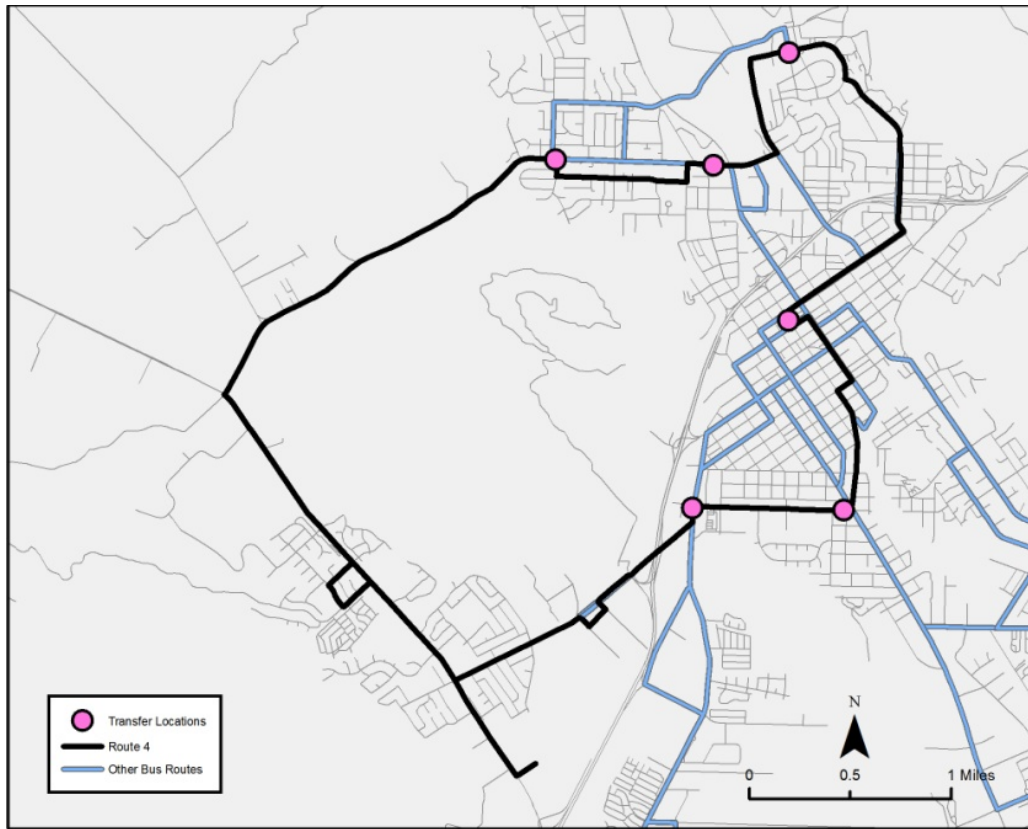 Transfer Locations
Route 4
Other Bus Routes
N
0 0.5 1 Miles